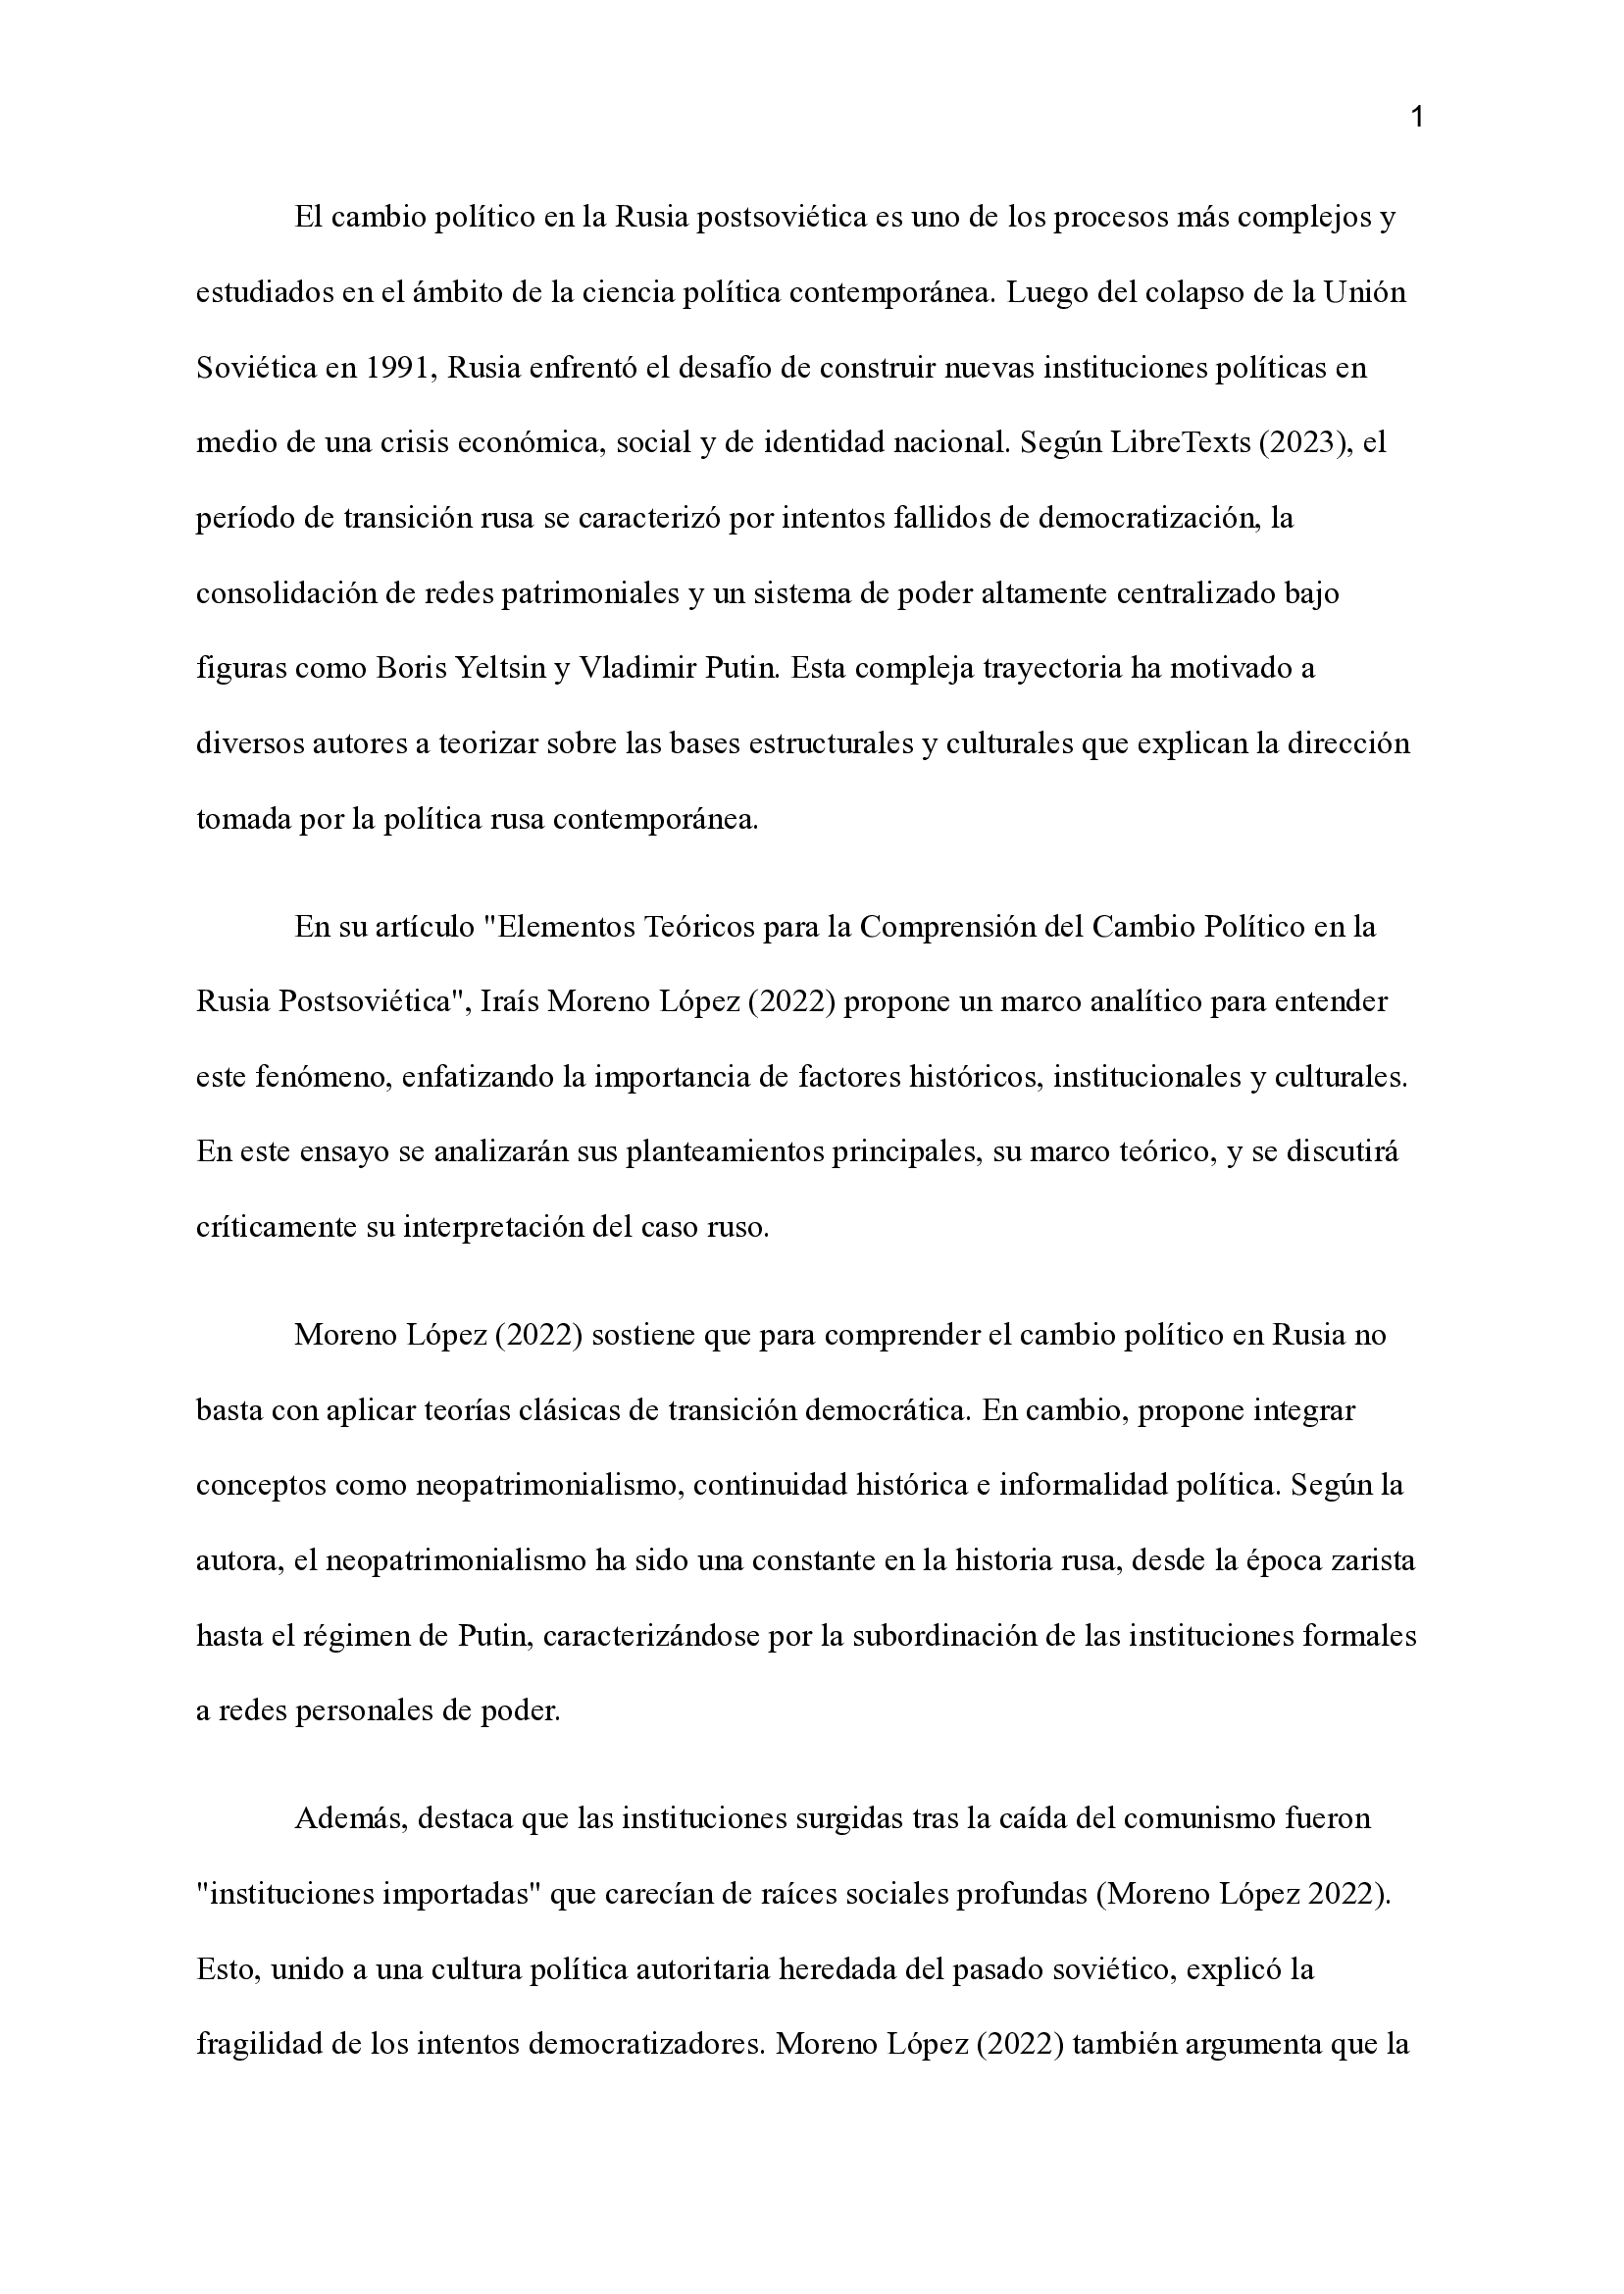 1
El cambio político en la Rusia postsoviética es uno de los procesos más complejos y
estudiados en el ámbito de la ciencia política contemporánea. Luego del colapso de la Unión
Soviética en 1991, Rusia enfrentó el desafío de construir nuevas instituciones políticas en
medio de una crisis económica, social y de identidad nacional. Según LibreTexts (2023), el
período de transición rusa se caracterizó por intentos fallidos de democratización, la
consolidación de redes patrimoniales y un sistema de poder altamente centralizado bajo
figuras como Boris Yeltsin y Vladimir Putin. Esta compleja trayectoria ha motivado a
diversos autores a teorizar sobre las bases estructurales y culturales que explican la dirección
tomada por la política rusa contemporánea.
En su artículo "Elementos Teóricos para la Comprensión del Cambio Político en la
Rusia Postsoviética", Iraís Moreno López (2022) propone un marco analítico para entender
este fenómeno, enfatizando la importancia de factores históricos, institucionales y culturales.
En este ensayo se analizarán sus planteamientos principales, su marco teórico, y se discutirá
críticamente su interpretación del caso ruso.
Moreno López (2022) sostiene que para comprender el cambio político en Rusia no
basta con aplicar teorías clásicas de transición democrática. En cambio, propone integrar
conceptos como neopatrimonialismo, continuidad histórica e informalidad política. Según la
autora, el neopatrimonialismo ha sido una constante en la historia rusa, desde la época zarista
hasta el régimen de Putin, caracterizándose por la subordinación de las instituciones formales
a redes personales de poder.
Además, destaca que las instituciones surgidas tras la caída del comunismo fueron
"instituciones importadas" que carecían de raíces sociales profundas (Moreno López 2022).
Esto, unido a una cultura política autoritaria heredada del pasado soviético, explicó la
fragilidad de los intentos democratizadores. Moreno López (2022) también argumenta que la